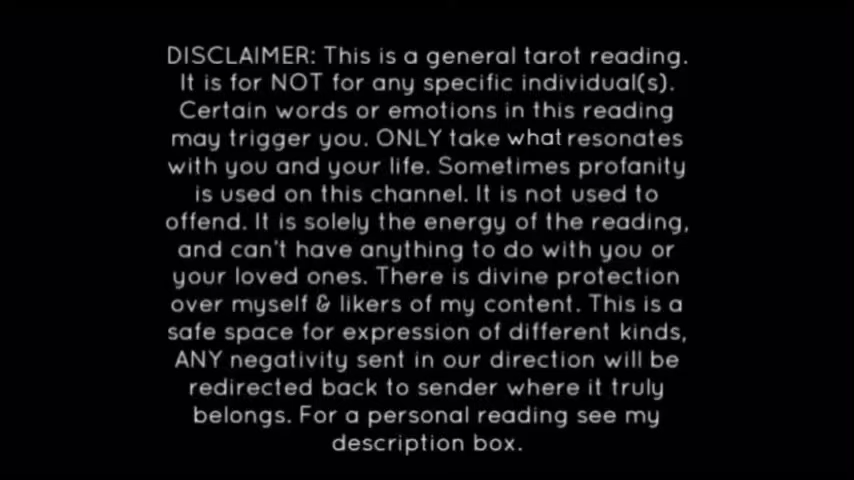 DISCLAIMER: This is a general tarot reading.
It is for NOT for any specific individual(s).
Certain words or emotions in this reading
may trigger you. ONLY take what resonates
with you and your life. Sometimes profanity
is used on this channel. It is not used to
offend. It is solely the energy of the reading,
and can't have anything to do with you or
your loved ones. There is divine protection
over myself & likers of my content. This is a
safe space for expression of different kinds,
ANY negativity sent in our direction will be
redirected back to sender where it truly
belongs. For a personal reading see my
description box.